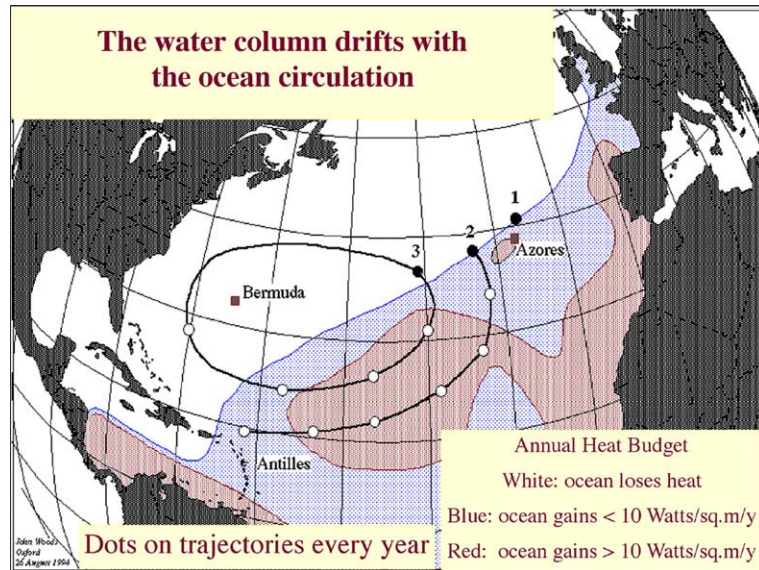 The water column drifts with
the ocean circulation
1
2
3
Azores
Bermuda
Antilles
Annual Heat Budget
White: ocean loses heat
Blue: ocean gains < 10 Watts/sq.m/y
Red: ocean gains > 10 Watts/sq.m/y
Dots on trajectories every year
John Woods
Oxford
26 August 1994